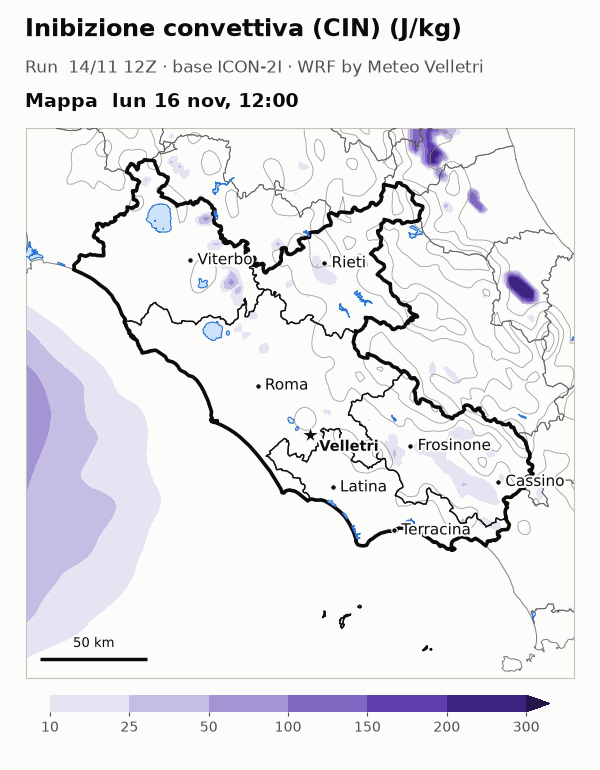 Inibizione convettiva (CIN) (J/kg)
Run  14/11 12Z · base ICON-2I · WRF by Meteo Velletri
Mappa  lun 16 nov, 12:00
Viterbo
Rieti
Roma
Velletri
Frosinone
Latina
Cassino
Terracina
50 km
10 25 50 100 150 200 300